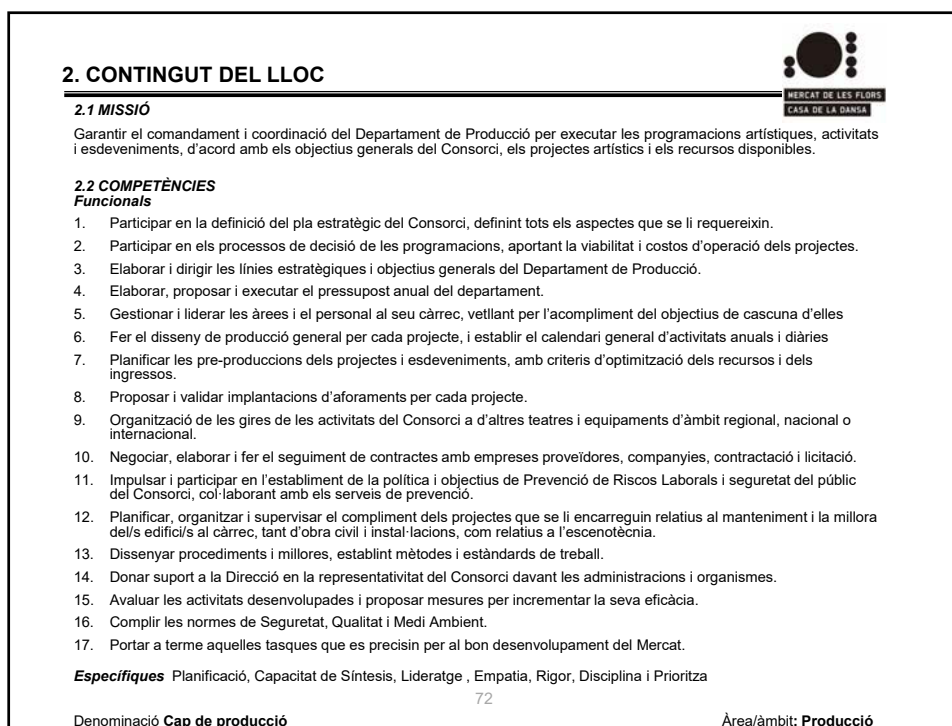 MERCAT DE LES FLORS
CASA DE LA DANSA
2. CONTINGUT DEL LLOC
2.1 MISSIÓ
Garantir el comandament i coordinació del Departament de Producció per executar les programacions artístiques, activitats
i esdeveniments, d'acord amb els objectius generals del Consorci, els projectes artístics i els recursos disponibles.
2.2 COMPETÈNCIES
Funcionals
1. Participar en la definició del pla estratègic del Consorci, definint tots els aspectes que se li requereixin.
2. Participar en els processos de decisió de les programacions, aportant la viabilitat i costos d'operació dels projectes.
3. Elaborar i dirigir les línies estratègiques i objectius generals del Departament de Producció.
4. Elaborar, proposar i executar el pressupost anual del departament.
5. Gestionar i liderar les àrees i el personal al seu càrrec, vetllant per l'acompliment del objectius de cascuna d'elles
6. Fer el disseny de producció general per cada projecte, i establir el calendari general d'activitats anuals i diàries
7. Planificar les pre-produccions dels projectes i esdeveniments, amb criteris d'optimització dels recursos i dels
ingressos.
8. Proposar i validar implantacions d'aforaments per cada projecte.
9. Organització de les gires de les activitats del Consorci a d'altres teatres i equipaments d'àmbit regional, nacional o
internacional.
10. Negociar, elaborar i fer el seguiment de contractes amb empreses proveïdores, companyies, contractació i licitació.
11. Impulsar i participar en l'establiment de la política i objectius de Prevenció de Riscos Laborals i seguretat del públic
del Consorci, col·laborant amb els serveis de prevenció.
12. Planificar, organitzar i supervisar el compliment dels projectes que se li encarreguin relatius al manteniment i la millora
del/s edifici/s al càrrec, tant d'obra civil i instal·lacions, com relatius a l'escenotècnia.
13. Dissenyar procediments i millores, establint mètodes i estàndards de treball.
14. Donar suport a la Direcció en la representativitat del Consorci davant les administracions i organismes.
15. Avaluar les activitats desenvolupades i proposar mesures per incrementar la seva eficàcia.
16. Complir les normes de Seguretat, Qualitat i Medi Ambient.
17. Portar a terme aquelles tasques que es precisin per al bon desenvolupament del Mercat.
Específiques Planificació, Capacitat de Síntesis, Lideratge , Empatia, Rigor, Disciplina i Prioritza
72
Denominació Cap de producció Àrea/àmbit: Producció